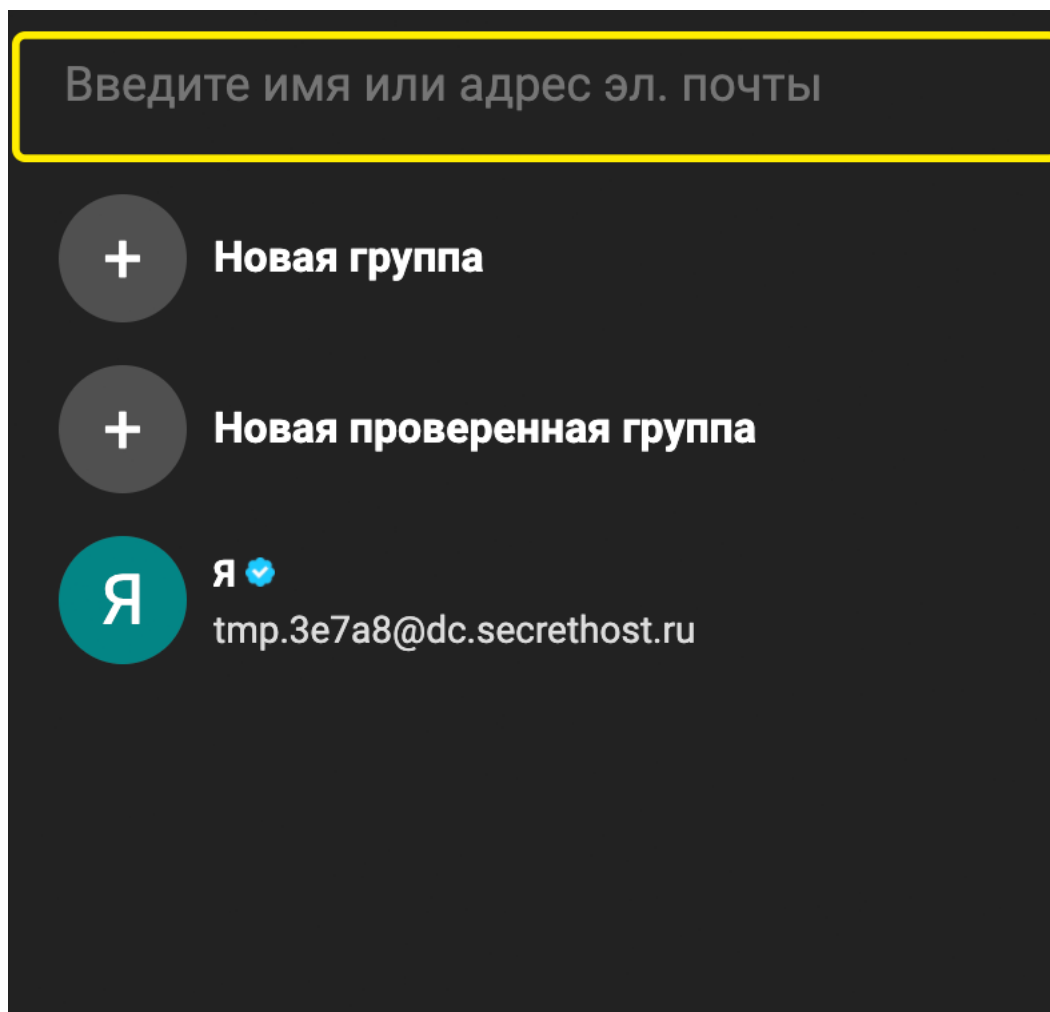 Введите имя или адрес эл. почты
+
Новая группа
+
Новая проверенная группа
Я
Я
tmp.3e7a8@dc.secrethost.ru